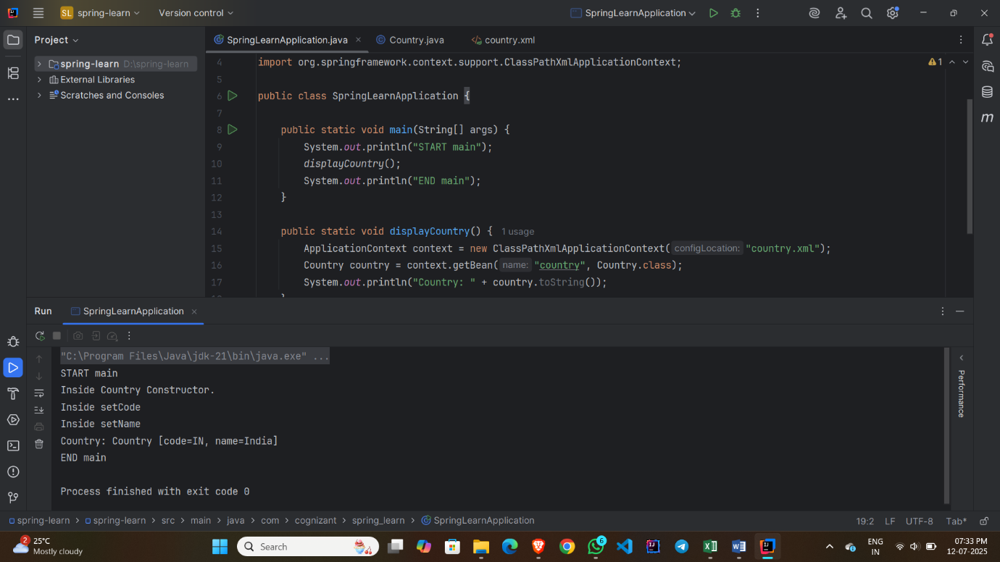 SL spring-learn Version control SpringLearnApplication
Project
SpringLearnApplication.java Country.java country.xml
spring-learn D:\spring-learn
External Libraries
Scratches and Consoles
4 import org.springframework.context.support.ClassPathXmlApplicationContext; 1
5
6 public class SpringLearnApplication {
7
8 public static void main(String[] args) {
9 System.out.println("START main");
10 displayCountry();
11 System.out.println("END main");
12 }
13
14 public static void displayCountry() { 1 usage
15 ApplicationContext context = new ClassPathXmlApplicationContext( configLocation: "country.xml");
16 Country country = context.getBean( name: "country", Country.class);
17 System.out.println("Country: " + country.toString());
Run SpringLearnApplication
"C:\Program Files\Java\jdk-21\bin\java.exe" ...
START main
Inside Country Constructor.
Inside setCode
Inside setName
Country: Country [code=IN, name=India]
END main
Process finished with exit code 0
Performance
spring-learn > spring-learn > src > main > java > com > cognizant > spring_learn > SpringLearnApplication 19:2 LF UTF-8 Tab*
2 25°C
Mostly cloudy
Search
6
ENG
IN
07:33 PM
12-07-2025